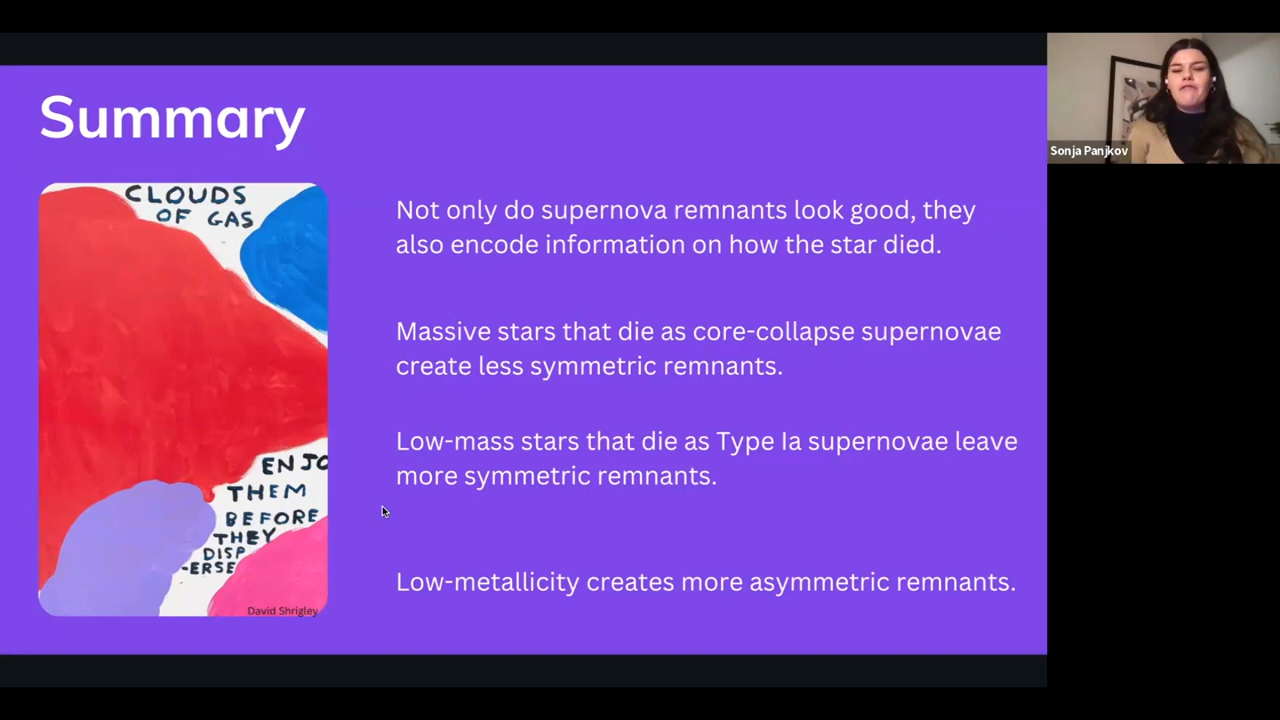 Summary
CLOUDS
OF GAS
ENJO
THEM
BEFORE
THEY
DISP
-ERSE
David Shrigley
Not only do supernova remnants look good, they
also encode information on how the star died.
Massive stars that die as core-collapse supernovae
create less symmetric remnants.
Low-mass stars that die as Type Ia supernovae leave
more symmetric remnants.
Low-metallicity creates more asymmetric remnants.
Sonja Panjkov